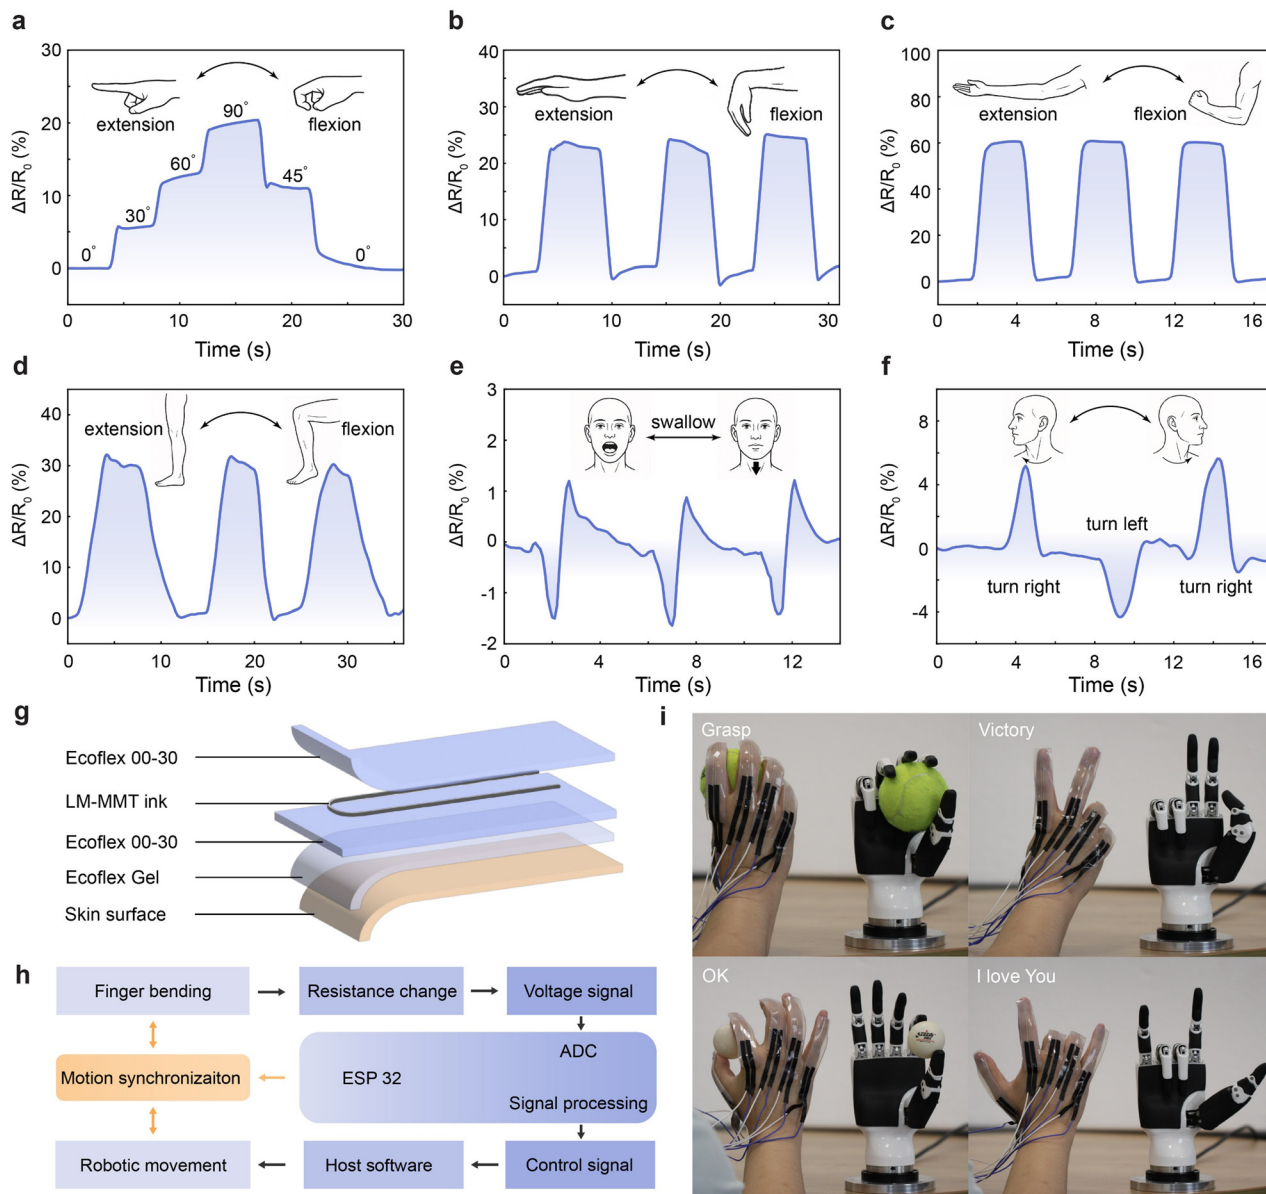 a
30
20
10
0
ΔR/R0 (%)
extension
flexion
0°
30°
60°
90°
45°
0°
0
10
20
30
Time (s)
b
40
35
30
25
20
10
0
ΔR/R0 (%)
extension
flexion
0
10
20
30
Time (s)
c
100
80
60
40
20
0
ΔR/R0 (%)
extension
flexion
0
4
8
12
16
Time (s)
d
40
30
20
10
0
ΔR/R0 (%)
extension
flexion
0
10
20
30
Time (s)
e
3
2
1
0
-1
-2
ΔR/R0 (%)
swallow
0
4
8
12
Time (s)
f
8
4
0
-4
ΔR/R0 (%)
turn right
turn left
turn right
0
4
8
12
16
Time (s)
g
Ecoflex 00-30
LM-MMT ink
Ecoflex 00-30
Ecoflex Gel
Skin surface
h
Finger bending
Resistance change
Voltage signal
ADC
Motion synchronizaiton
ESP 32
Signal processing
Robotic movement
Host software
Control signal
i
Grasp
Victory
OK
I love You